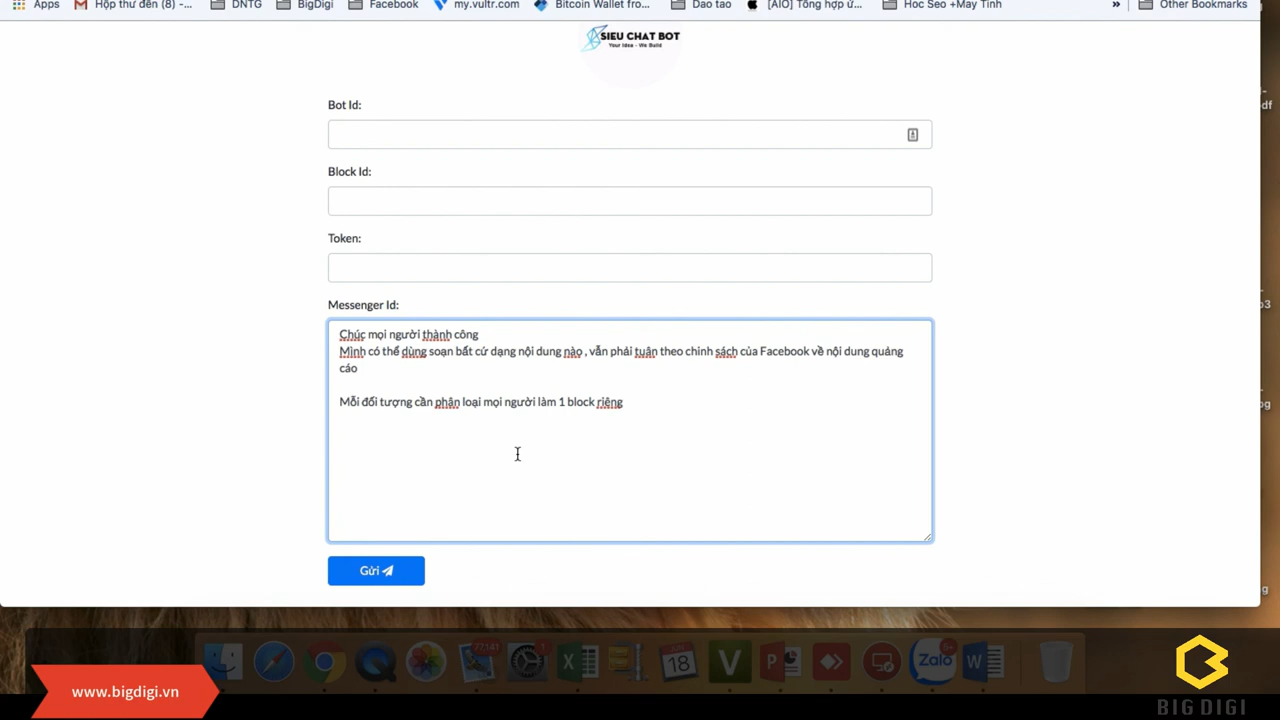 Apps
Hộp thư đến (8) -...
DNTG
BigDigi
Facebook
my.vultr.com
Bitcoin Wallet fro...
Dao tao
[AIO] Tổng hợp ứ...
Hoc Seo +May Tinh
»
Other Bookmarks
SIEU CHAT BOT
Your Idea - We Build
Bot Id:
Block Id:
Token:
Messenger Id:
Chúc mọi người thành công
Mình có thể dùng soạn bất cứ dạng nội dung nào , vẫn phải tuân theo chính sách của Facebook về nội dung quảng
cáo
Mỗi đối tượng cần phân loại mọi người làm 1 block riêng
Gửi
18
Zalo
www.bigdigi.vn
BIG DIGI